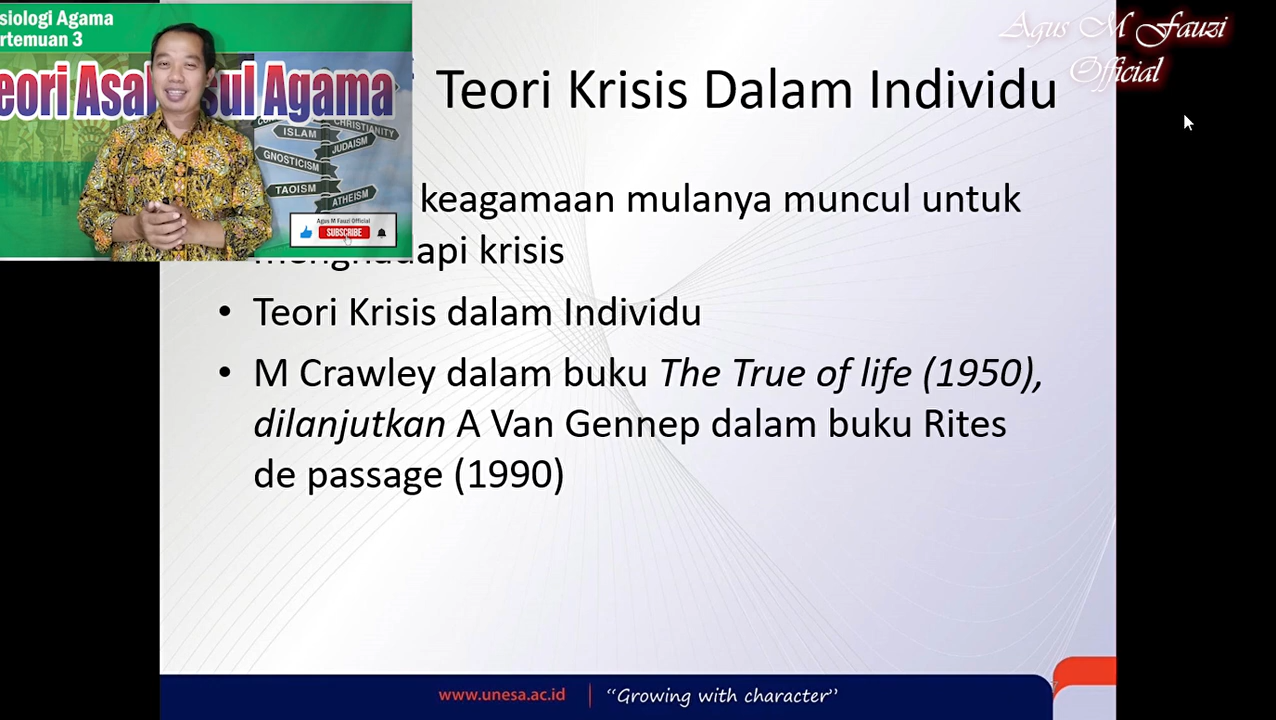 siologi Agama
rtemuan 3
Agus M Fauzi
Official
Teori Krisis Dalam Individu
eori Asal Usul Agama
CHRISTIANITY
ISLAM
JUDAISM
GNOSTICISM
TAOISM
ATHEISM
Agus M Fauzi Official
SUBSCRIBE
keagamaan mulanya muncul untuk
menghadapi krisis
• Teori Krisis dalam Individu
• M Crawley dalam buku The True of life (1950),
dilanjutkan A Van Gennep dalam buku Rites
de passage (1990)
www.unesa.ac.id
“Growing with character”